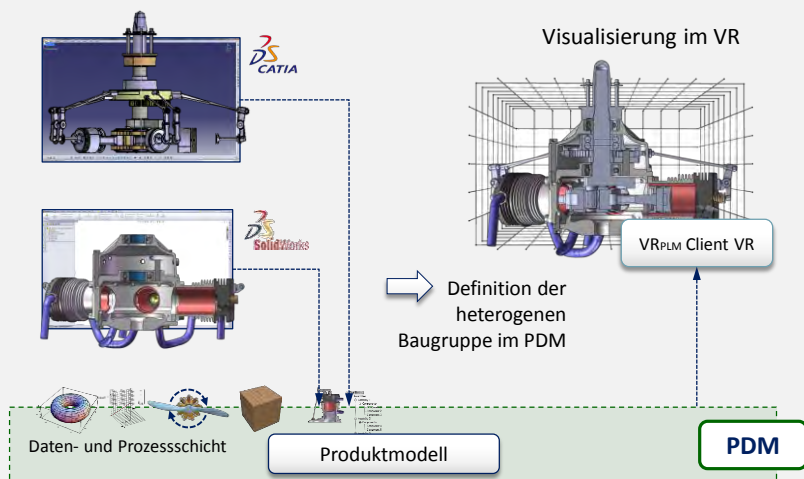 CATIA
Visualisierung im VR
SolidWorks
VRPLM Client VR
Definition der
heterogenen
Baugruppe im PDM
Daten- und Prozessschicht
Produktmodell
PDM